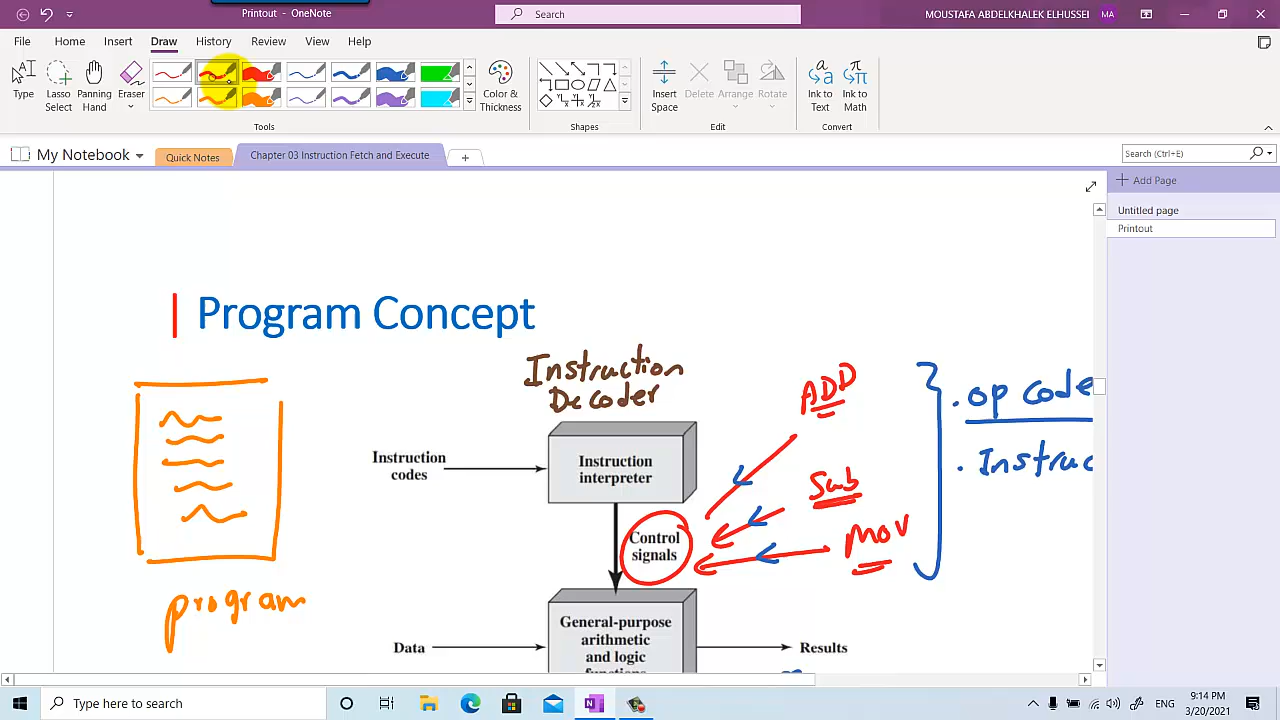 Printout - OneNote
Search
MOUSTAFA ABDELKHALEK ELHUSSEI
MA
File
Home
Insert
Draw
History
Review
View
Help
Type
Lasso
Select
Panning
Hand
Eraser
Color &
Thickness
Insert
Space
Delete
Arrange
Rotate
Ink to
Text
Ink to
Math
Tools
Shapes
Edit
Convert
My Notebook
Quick Notes
Chapter 03 Instruction Fetch and Execute
Search (Ctrl+E)
Add Page
Untitled page
Printout
Program Concept
Instruction
Decoder
ADD
. op code
. Instruc
Instruction
codes
Instruction
interpreter
Sub
Control
signals
MOV
program
General-purpose
arithmetic
and logic
functions
Data
Results
Type here to search
ENG
9:14 PM
3/20/2021